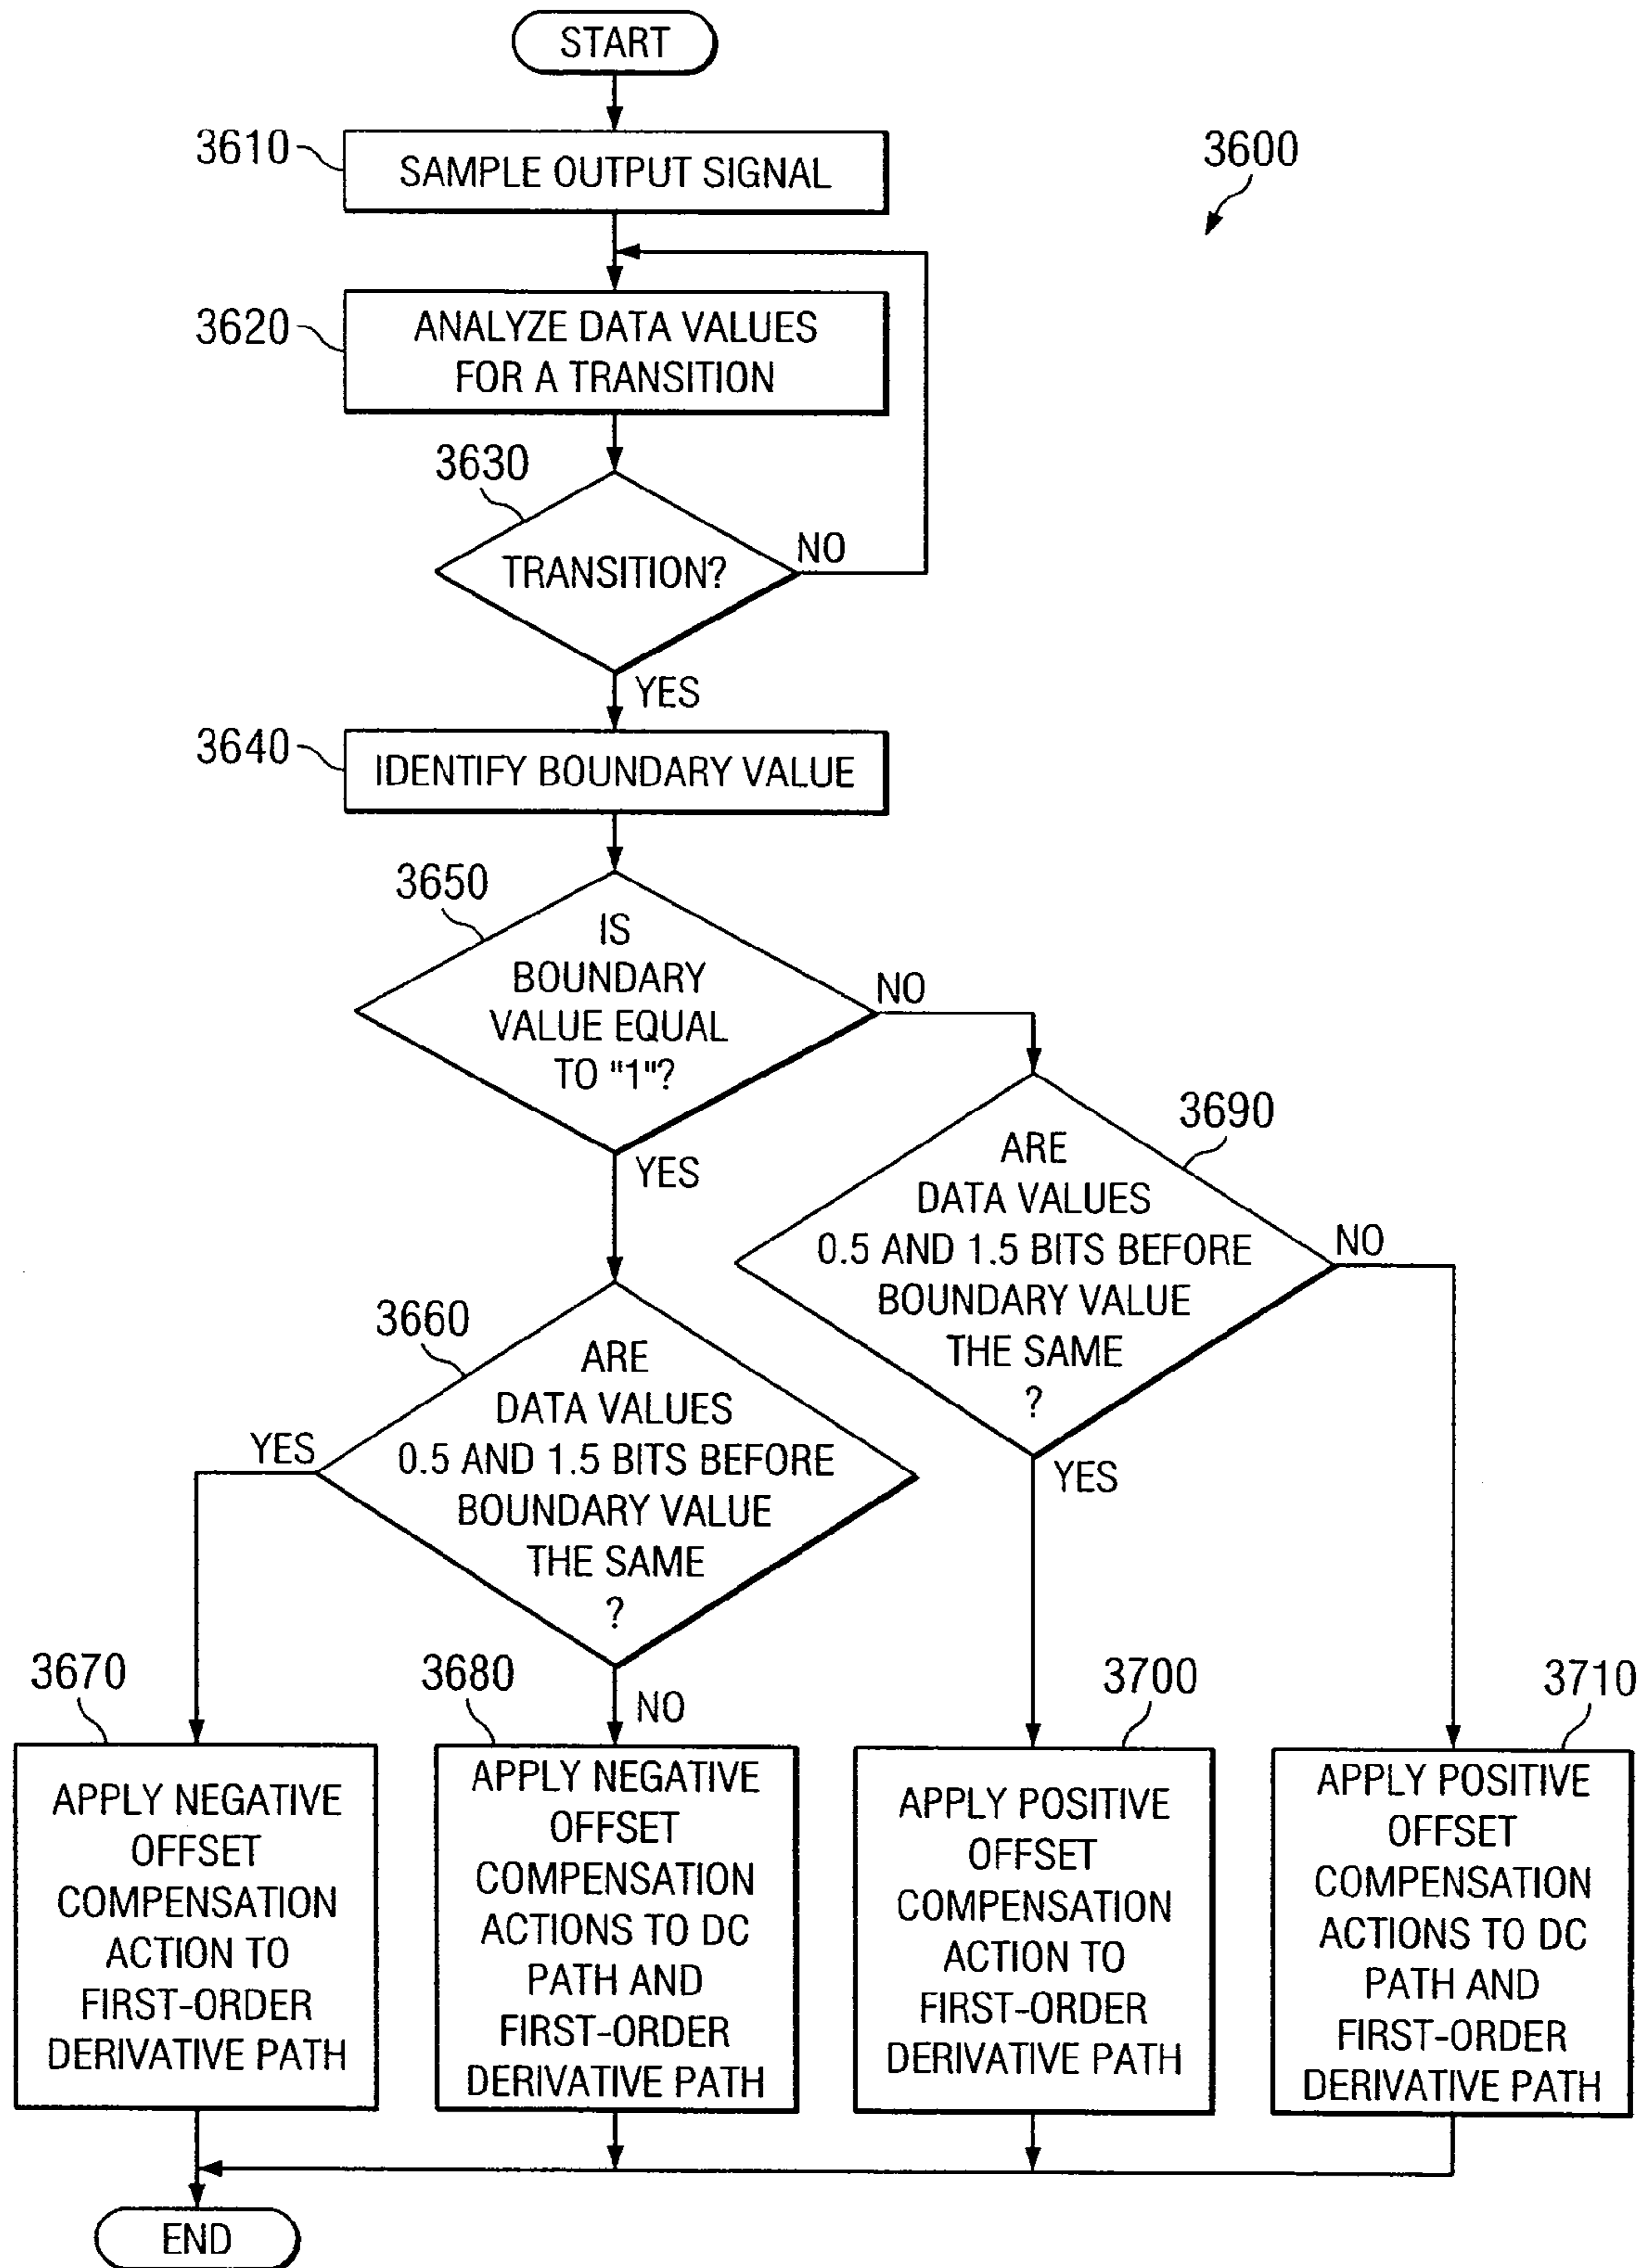 START
3610
SAMPLE OUTPUT SIGNAL
3600
3620
ANALYZE DATA VALUES
FOR A TRANSITION
3630
TRANSITION?
NO
YES
3640
IDENTIFY BOUNDARY VALUE
3650
IS
BOUNDARY
VALUE EQUAL
TO "1"?
NO
YES
3690
ARE
DATA VALUES
0.5 AND 1.5 BITS BEFORE
BOUNDARY VALUE
THE SAME
?
NO
YES
3660
ARE
DATA VALUES
0.5 AND 1.5 BITS BEFORE
BOUNDARY VALUE
THE SAME
?
YES
NO
3670
APPLY NEGATIVE
OFFSET
COMPENSATION
ACTION TO
FIRST-ORDER
DERIVATIVE PATH
3680
APPLY NEGATIVE
OFFSET
COMPENSATION
ACTIONS TO DC
PATH AND
FIRST-ORDER
DERIVATIVE PATH
3700
APPLY POSITIVE
OFFSET
COMPENSATION
ACTION TO
FIRST-ORDER
DERIVATIVE PATH
3710
APPLY POSITIVE
OFFSET
COMPENSATION
ACTIONS TO DC
PATH AND
FIRST-ORDER
DERIVATIVE PATH
END